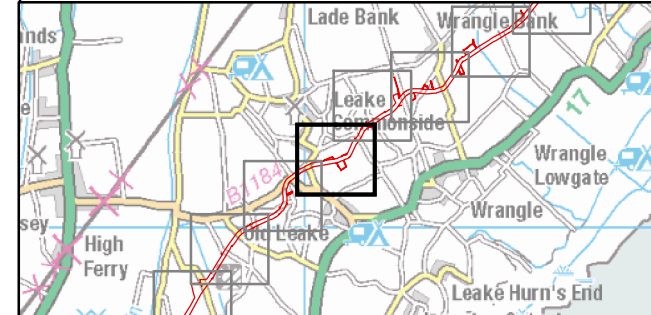 Lade Bank
Wrangle Bank
nds
e
Leake
Commonside
17
Wrangle
Lowgate
B1184
Wrangle
sey
Old Leake
High
Ferry
Leake Hurn's End